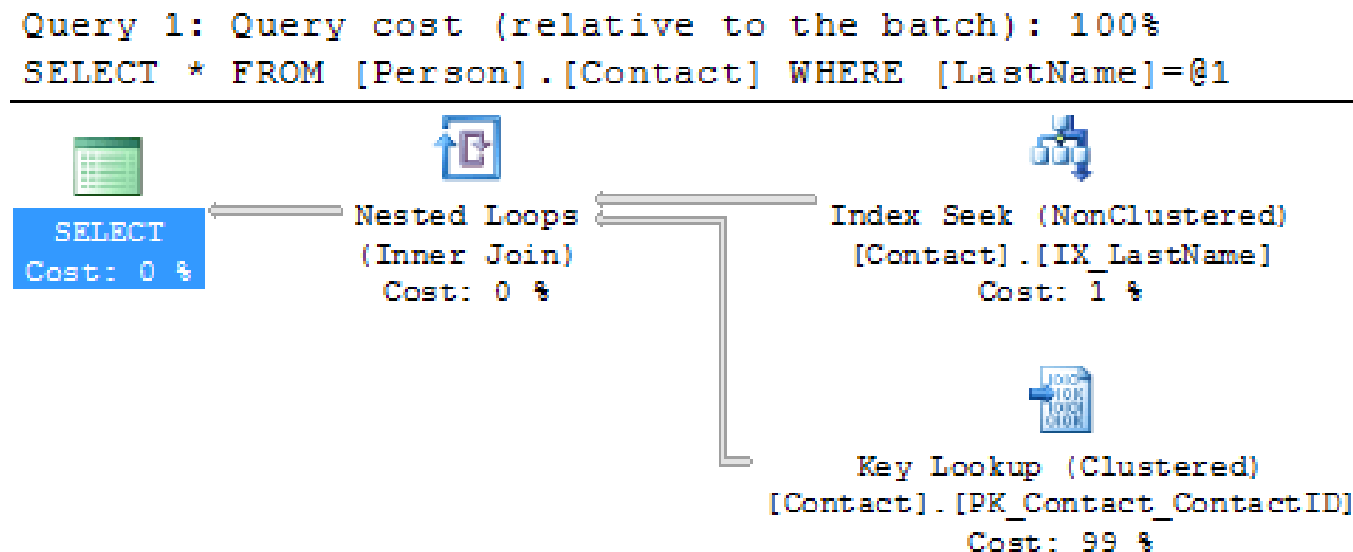 Query 1: Query cost (relative to the batch): 100%
SELECT * FROM [Person].[Contact] WHERE [LastName]=@1
SELECT
Cost: 0 %
Nested Loops
(Inner Join)
Cost: 0 %
Index Seek (NonClustered)
[Contact].[IX_LastName]
Cost: 1 %
Key Lookup (Clustered)
[Contact].[PK_Contact_ContactID]
Cost: 99 %